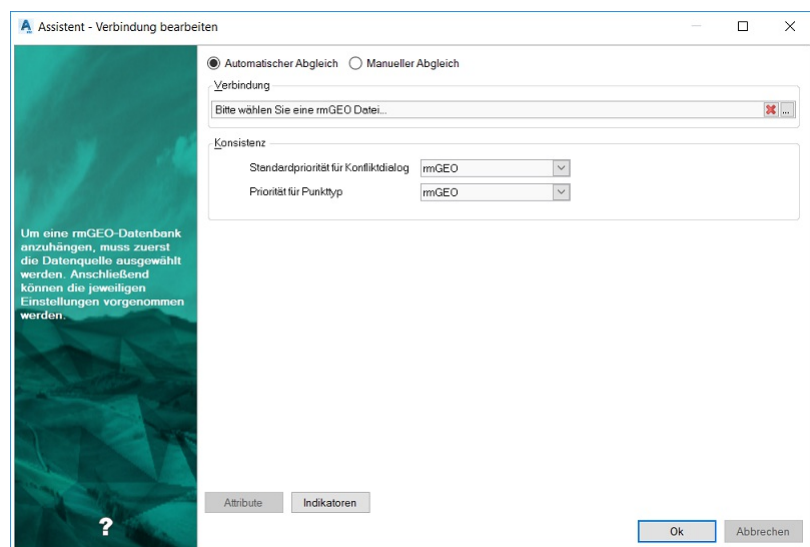 Assistent - Verbindung bearbeiten
Automatischer Abgleich Manueller Abgleich
Verbindung
Bitte wählen Sie eine rmGEO Datei...
...
Konsistenz
Standardpriorität für Konfliktdialog rmGEO
Priorität für Punkttyp rmGEO
Um eine rmGEO-Datenbank
anzuhängen, muss zuerst
die Datenquelle ausgewählt
werden. Anschließend
können die jeweiligen
Einstellungen vorgenommen
werden.
?
Attribute Indikatoren
Ok Abbrechen